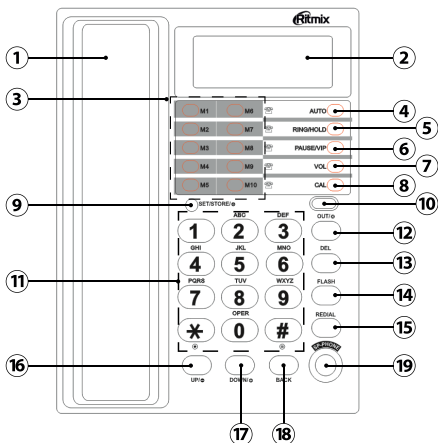 Ritmix
1
2
3
M1 M6 AUTO 4
M2 M7 RING/HOLD 5
M3 M8 PAUSE/VIP 6
M4 M9 VOL 7
M5 M10 CAL 8
9 SET/STORE/ 10
ABC DEF OUT/
1 2 3 12
GHI JKL MNO DEL
4 5 6 13
11
PQRS TUV WXYZ FLASH
7 8 9 14
OPER REDIAL
* 0 # 15
SP-PHONE
16 19
UP/ DOWN/ BACK
17 18